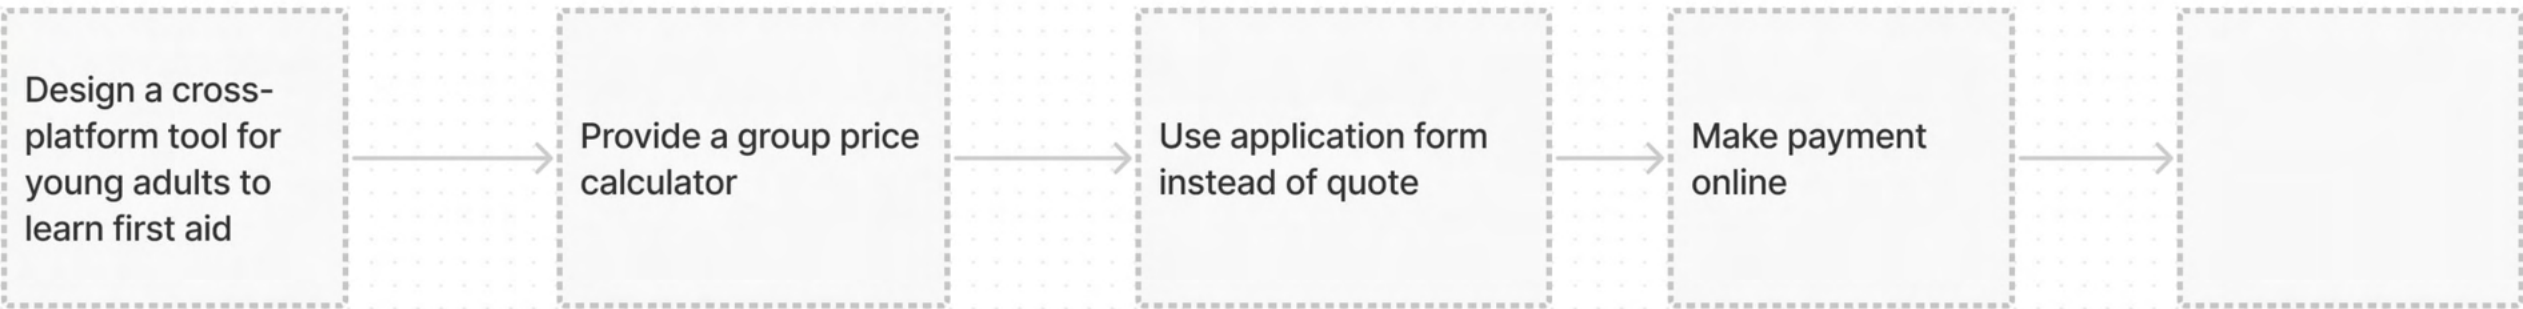 Design a cross-
platform tool for
young adults to
learn first aid
Provide a group price
calculator
Use application form
instead of quote
Make payment
online